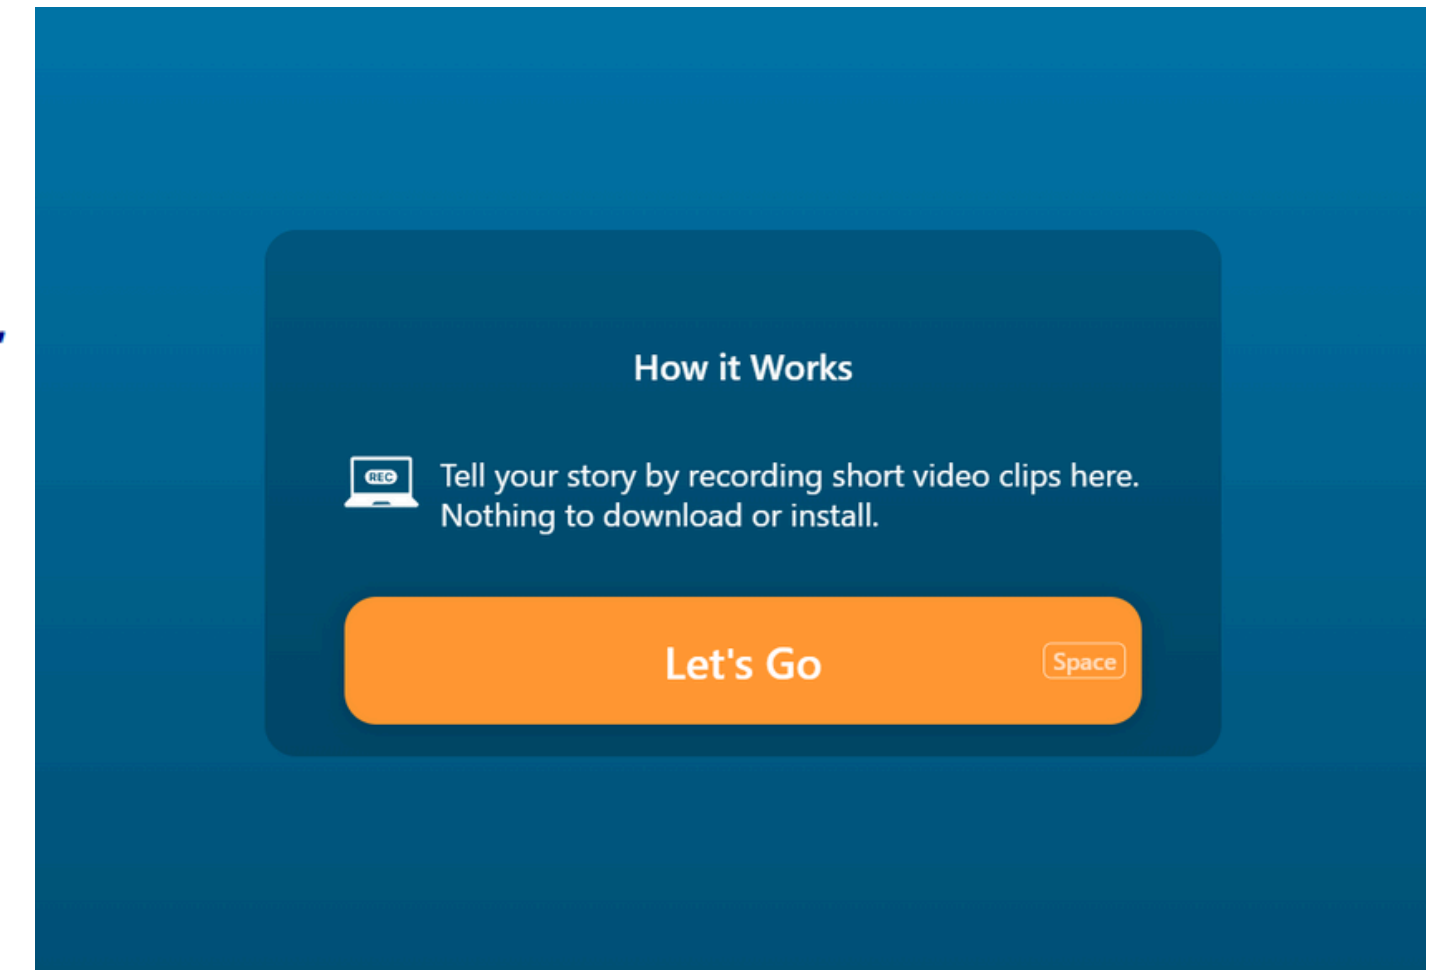 How it Works
REC
Tell your story by recording short video clips here.
Nothing to download or install.
Let's Go
Space